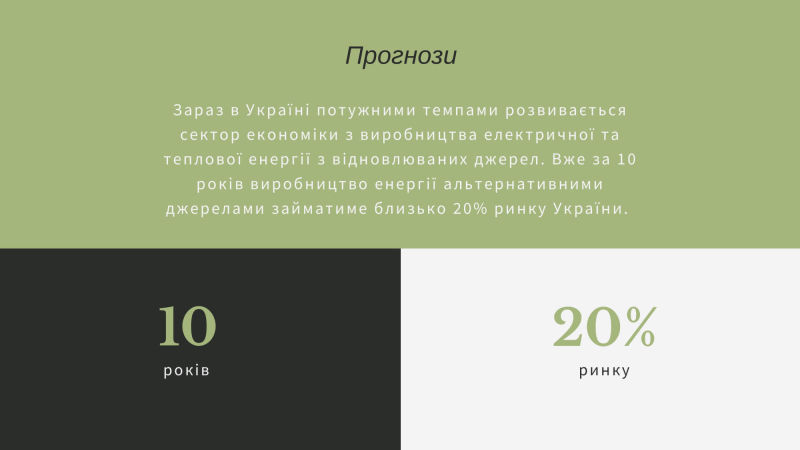 Прогнози
Зараз в Україні потужними темпами розвивається
сектор економіки з виробництва електричної та
теплової енергії з відновлюваних джерел. Вже за 10
років виробництво енергії альтернативними
джерелами займатиме близько 20% ринку України.
10
років
20%
ринку